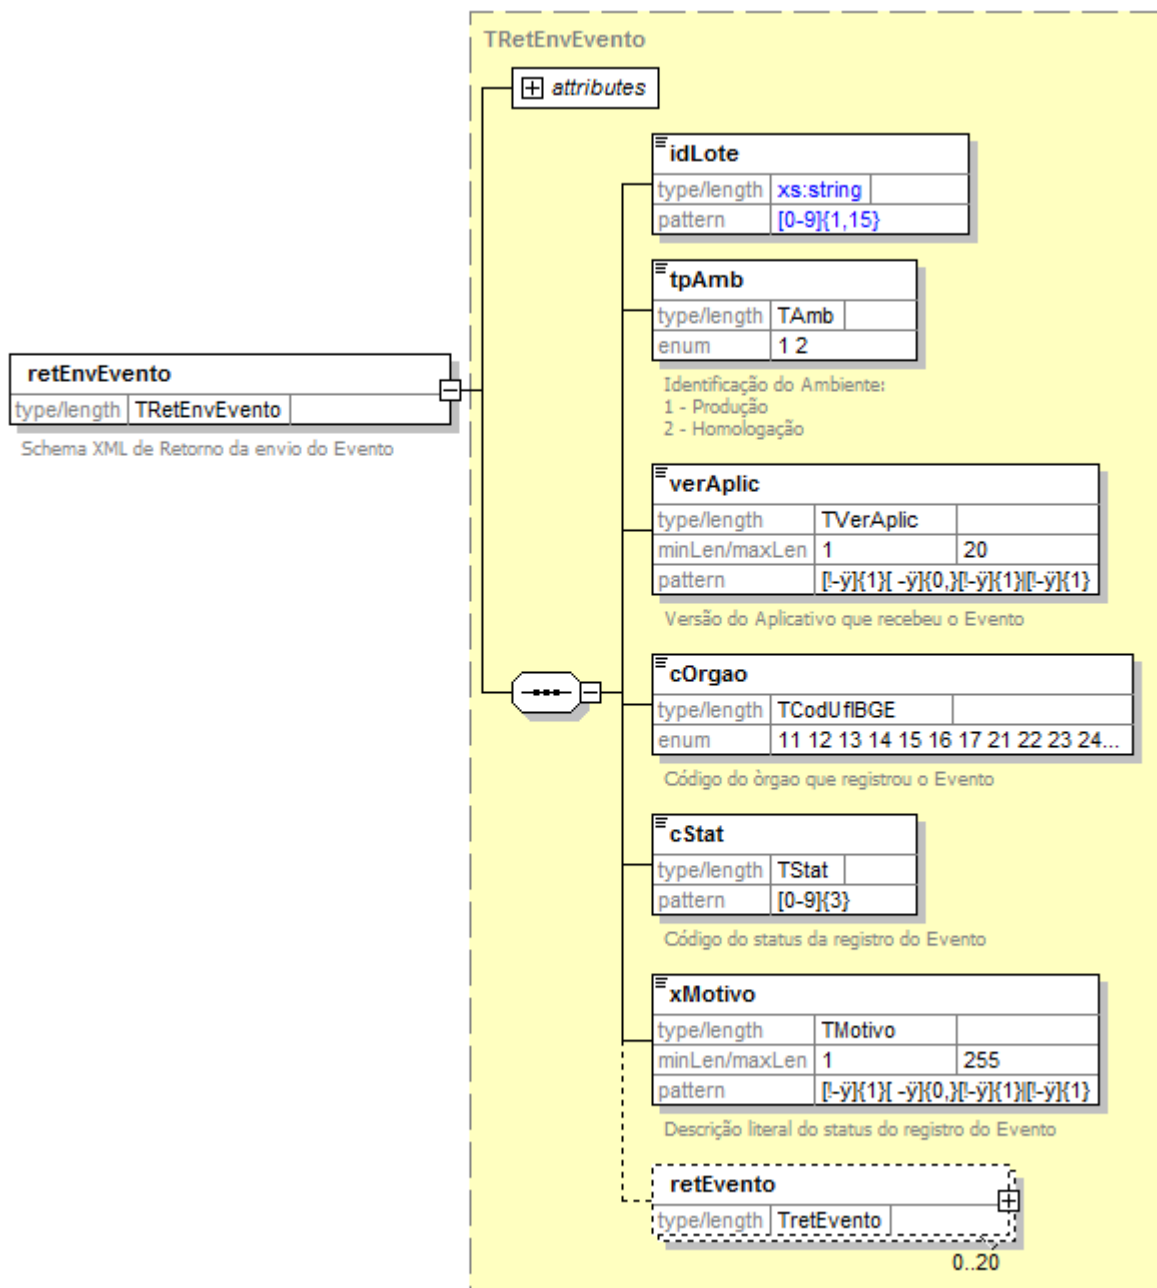 TRetEnvEvento
attributes
idLote
type/length xs:string
pattern [0-9]{1,15}
tpAmb
type/length TAmb
enum 1 2
Identificação do Ambiente:
1 - Produção
2 - Homologação
retEnvEvento
type/length TRetEnvEvento
Schema XML de Retorno da envio do Evento
verAplic
type/length TVerAplic
minLen/maxLen 1 20
pattern [!-ÿ]{1}[ -ÿ]{0,}[!-ÿ]{1}|[!-ÿ]{1}
Versão do Aplicativo que recebeu o Evento
cOrgao
type/length TCodUfIBGE
enum 11 12 13 14 15 16 17 21 22 23 24...
Código do òrgao que registrou o Evento
cStat
type/length TStat
pattern [0-9]{3}
Código do status da registro do Evento
xMotivo
type/length TMotivo
minLen/maxLen 1 255
pattern [!-ÿ]{1}[ -ÿ]{0,}[!-ÿ]{1}|[!-ÿ]{1}
Descrição literal do status do registro do Evento
retEvento
type/length TretEvento
0..20